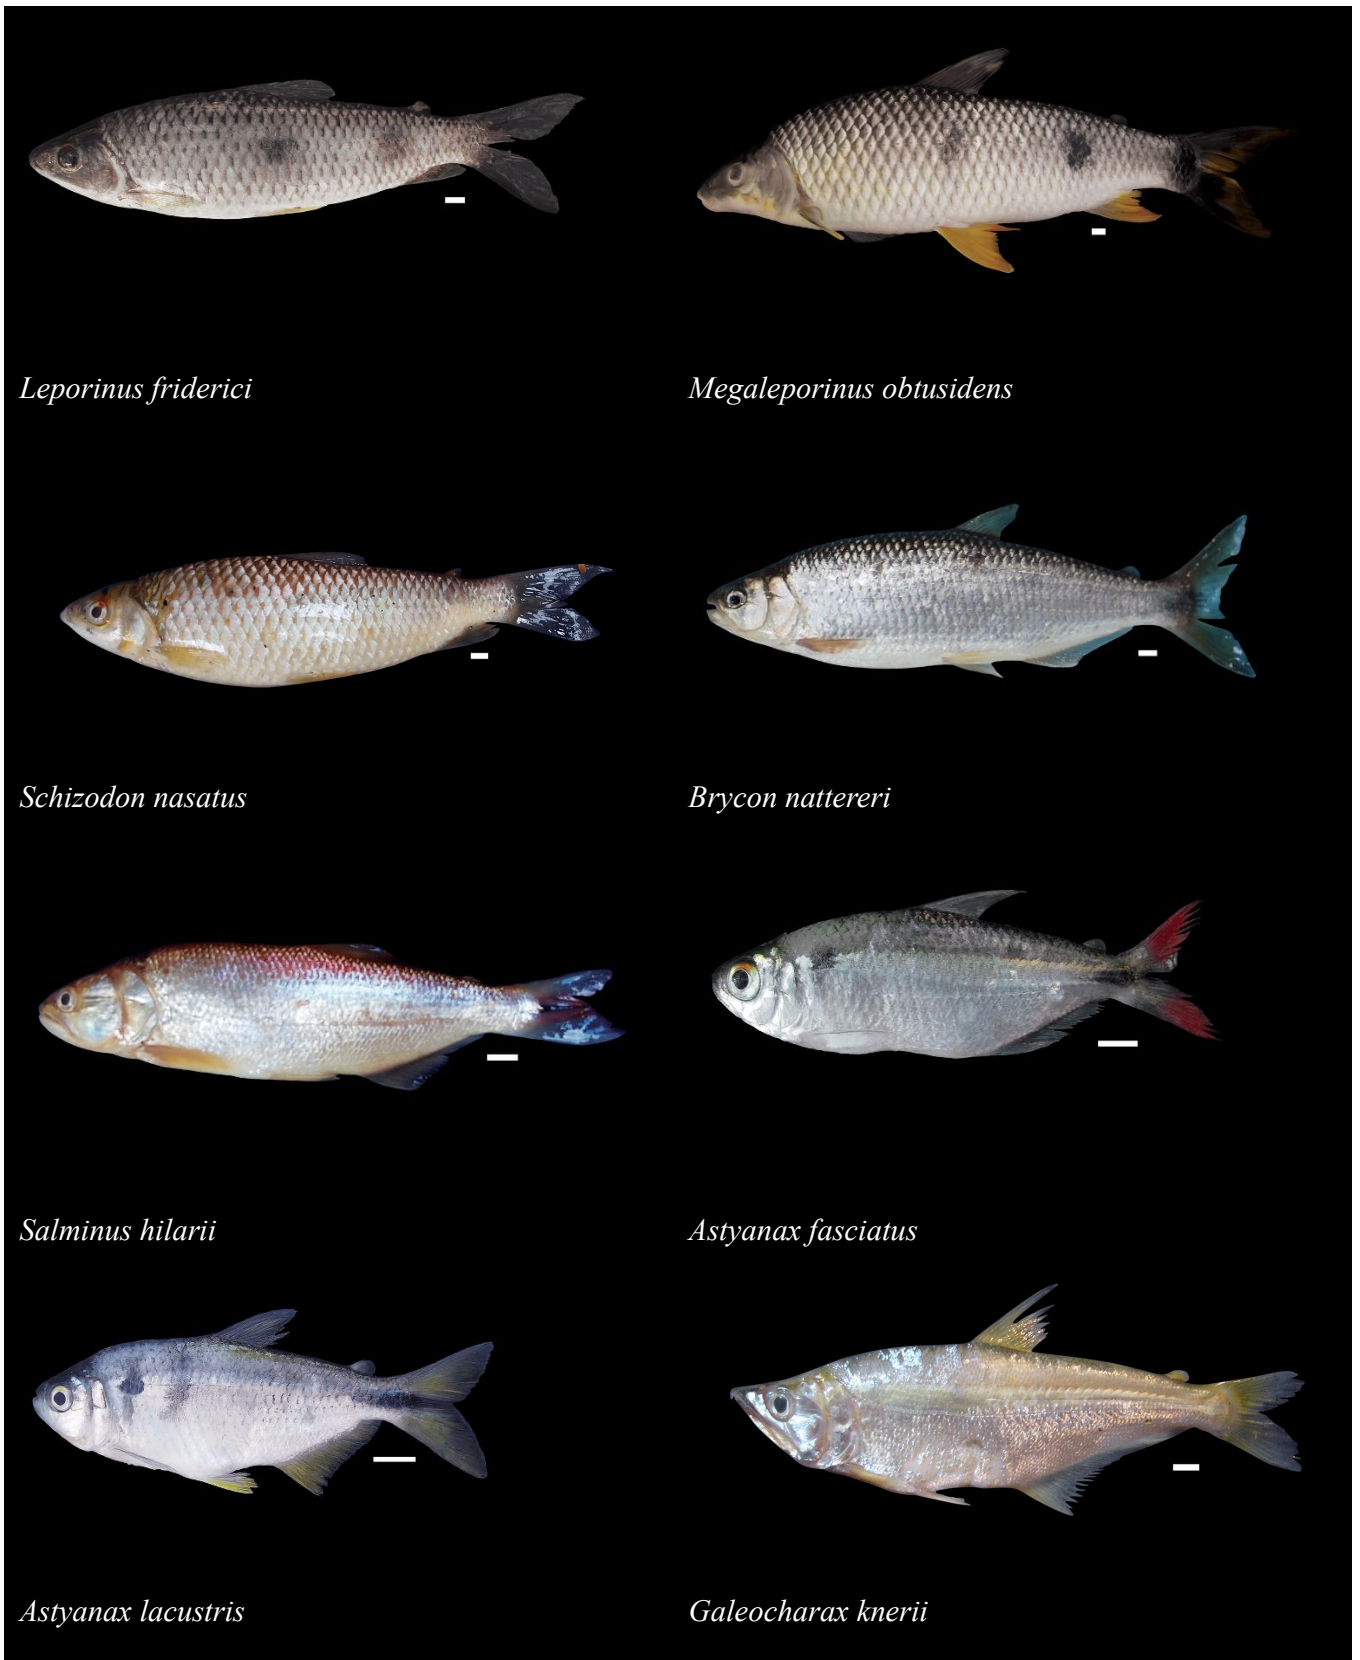 Leporinus friderici
Megaleporinus obtusidens
Schizodon nasatus
Brycon nattereri
Salminus hilarii
Astyanax fasciatus
Astyanax lacustris
Galeocharax knerii